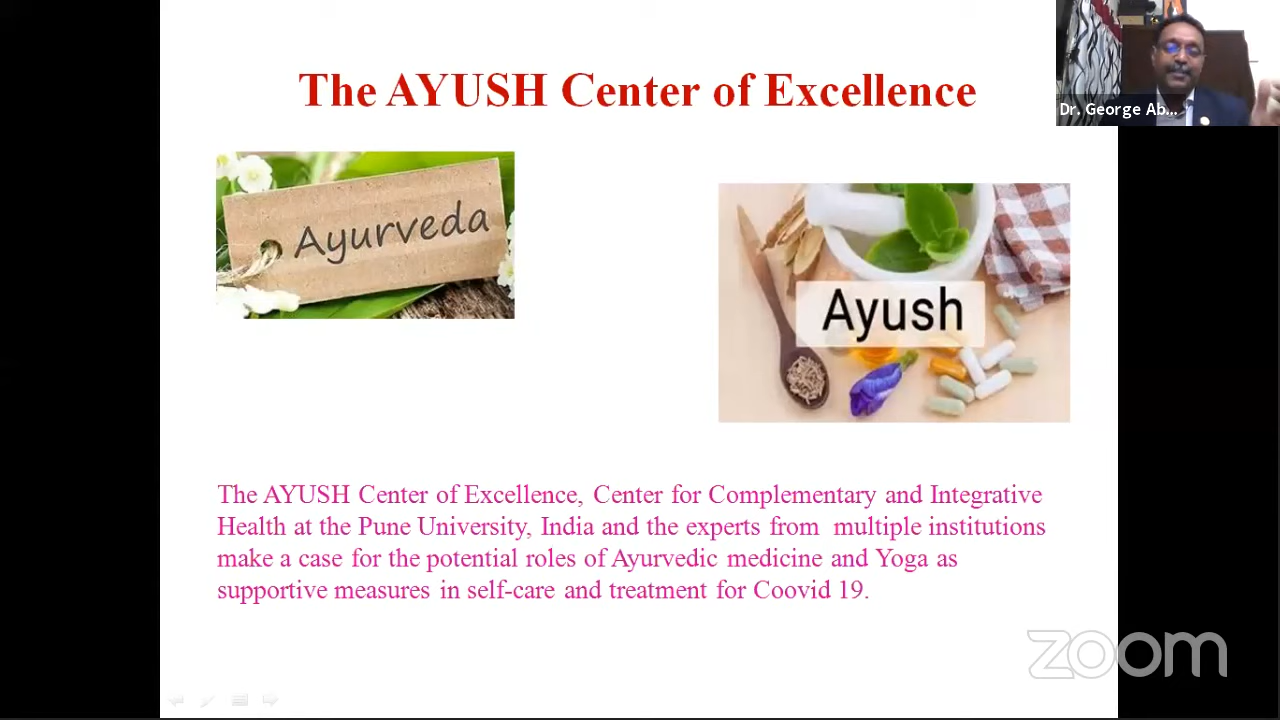 The AYUSH Center of Excellence
Dr. George Ab...
Ayurveda
Ayush
The AYUSH Center of Excellence, Center for Complementary and Integrative
Health at the Pune University, India and the experts from multiple institutions
make a case for the potential roles of Ayurvedic medicine and Yoga as
supportive measures in self-care and treatment for Coovid 19.
zoom